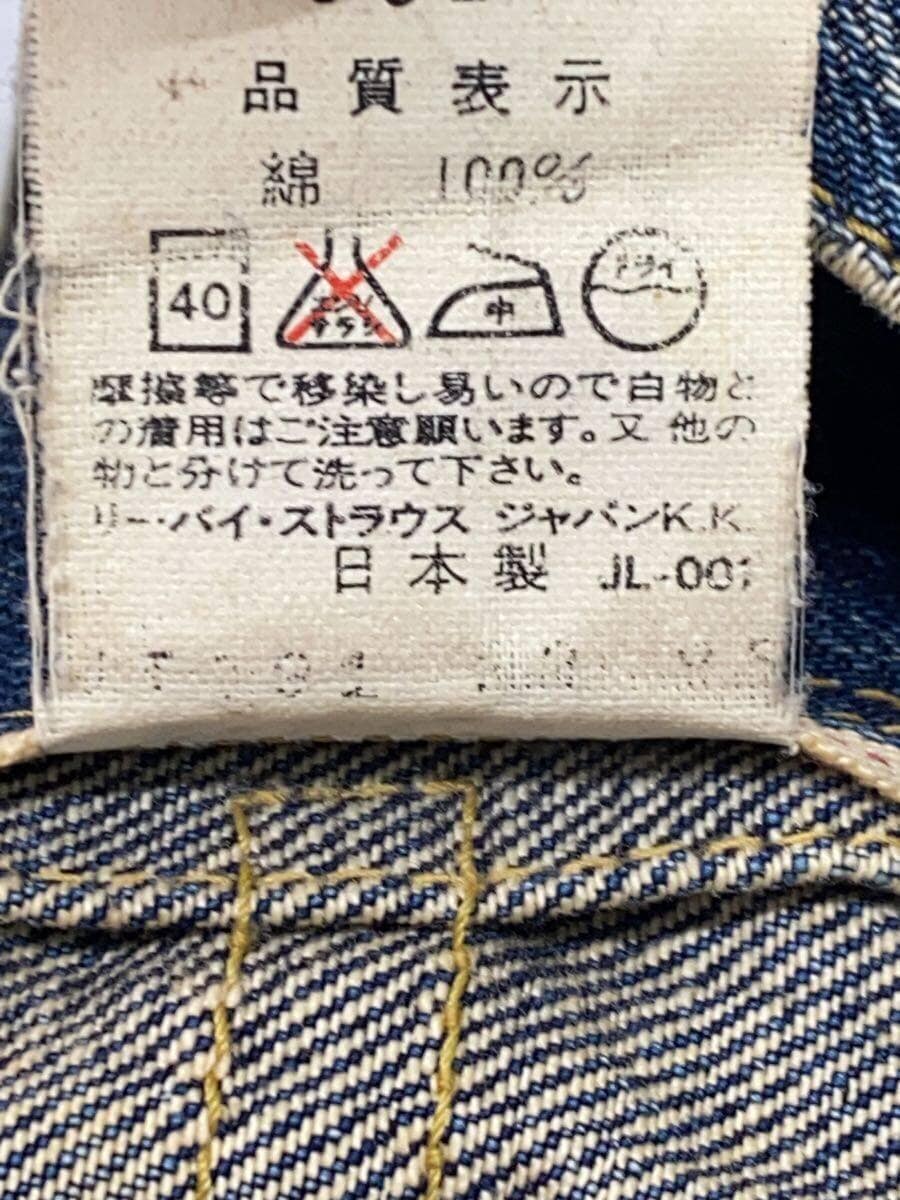 品質表示
綿 100%
40 エンソサラシ 中 ドライ
摩擦等で移染し易いので白物と
の着用はご注意願います。又他の
物と分けて洗って下さい。
リー・バイ・ストラウス ジャパンK.K.
日本製 JL-001